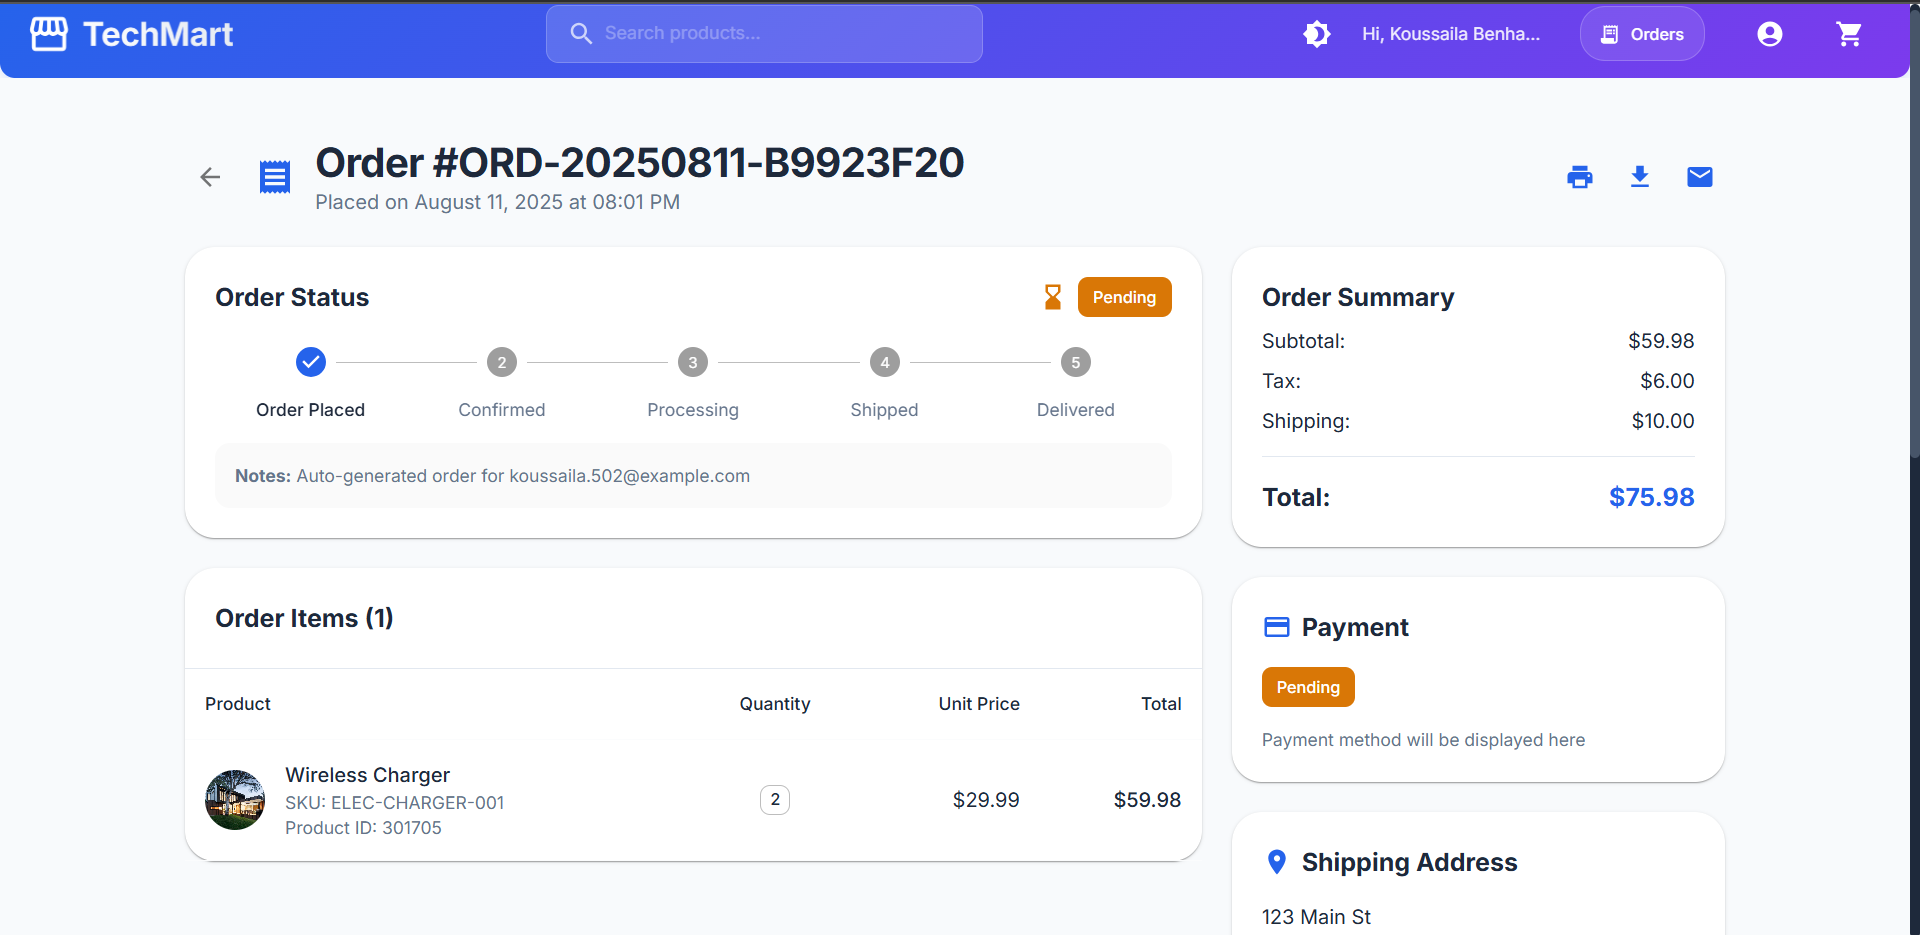 TechMart
Search products...
Hi, Koussaila Benha...
Orders
Order #ORD-20250811-B9923F20
Placed on August 11, 2025 at 08:01 PM
Order Status
Pending
2
3
4
5
Order Placed
Confirmed
Processing
Shipped
Delivered
Notes: Auto-generated order for koussaila.502@example.com
Order Items (1)
Product
Quantity
Unit Price
Total
Wireless Charger
SKU: ELEC-CHARGER-001
Product ID: 301705
2
$29.99
$59.98
Order Summary
Subtotal:
$59.98
Tax:
$6.00
Shipping:
$10.00
Total:
$75.98
Payment
Pending
Payment method will be displayed here
Shipping Address
123 Main St